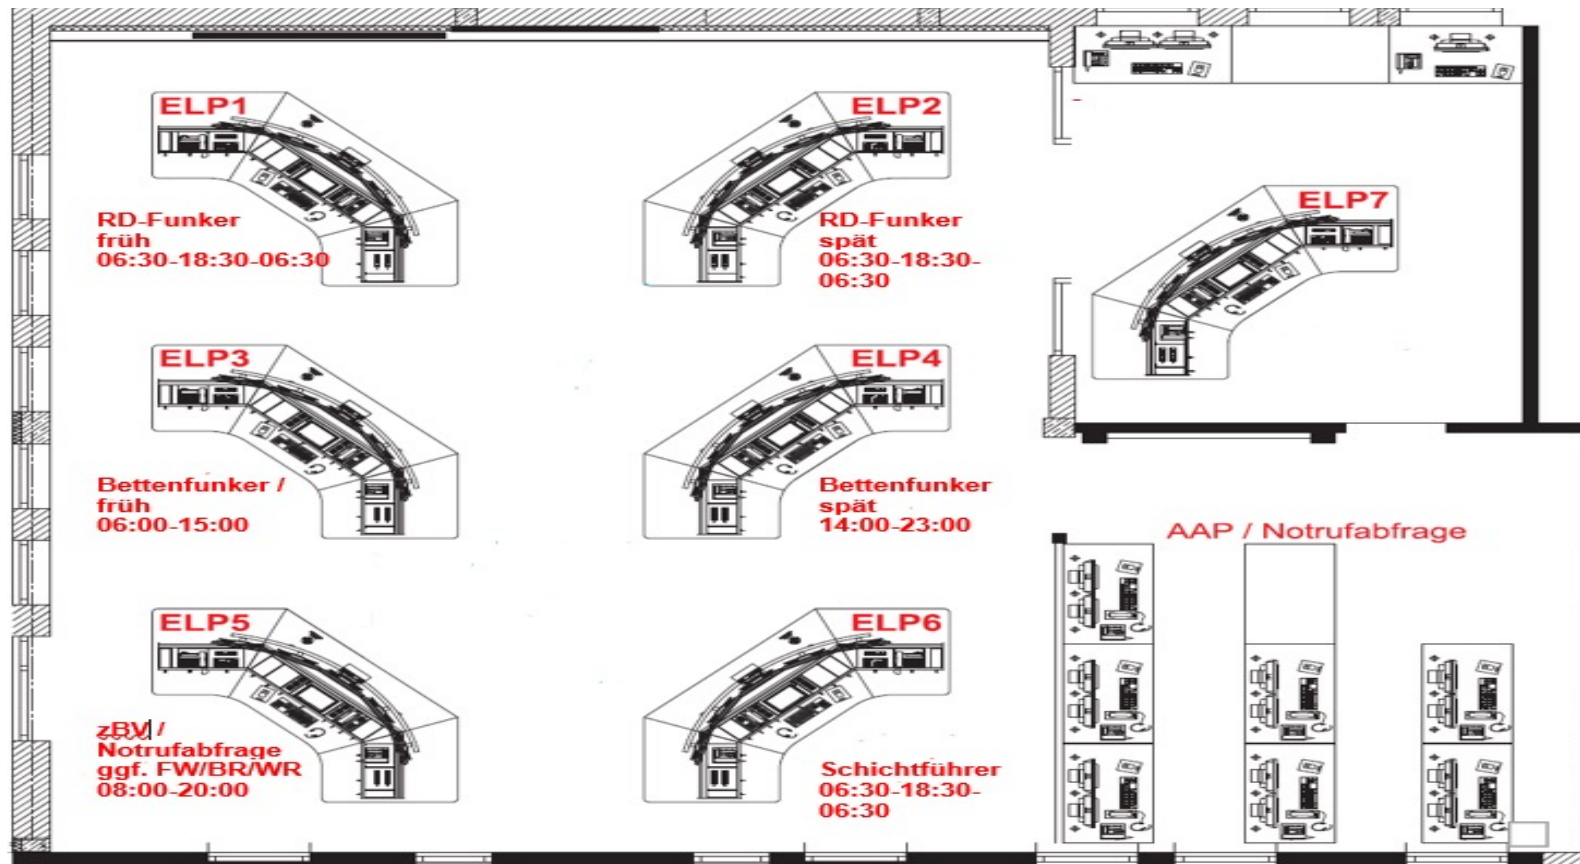 ELP1
ELP2
ELP7
RD-Funker
früh
06:30-18:30-06:30
RD-Funker
spät
06:30-18:30-
06:30
ELP3
ELP4
Bettenfunker /
früh
06:00-15:00
Bettenfunker
spät
14:00-23:00
AAP / Notrufabfrage
ELP5
ELP6
zBV /
Notrufabfrage
ggf. FW/BR/WR
08:00-20:00
Schichtführer
06:30-18:30-
06:30